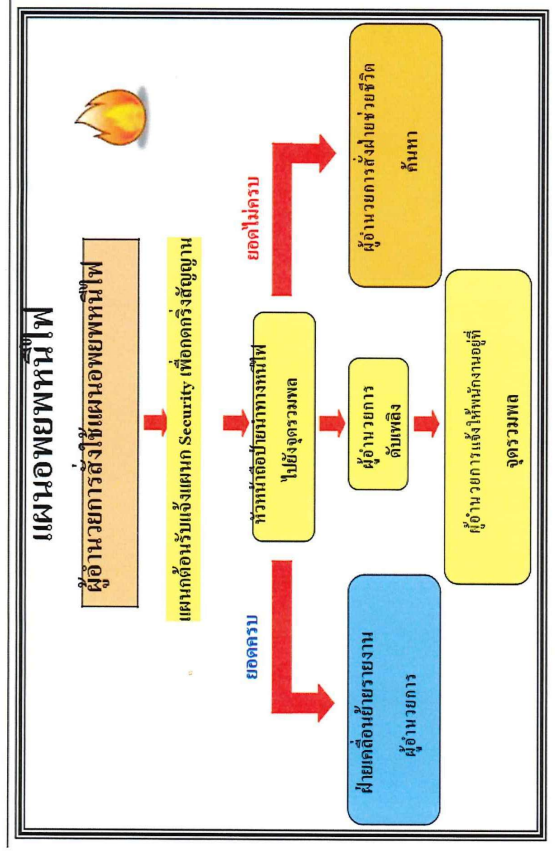 แผนอพยพหนีไฟ
ผู้อำนวยการสั่งใช้แผนอพยพหนีไฟ
แผนกต้อนรับแจ้งแผนก Security เพื่อกดกริ่งสัญญาน
หัวหน้าถือป้ายนำทางหนีไฟ
ไปยังจุดรวมพล
ยอดครบ
ยอดไม่ครบ
ฝ่ายเคลื่อนย้ายรายงาน
ผู้อำนวยการ
ผู้อำนวยการ
ดับเพลิง
ผู้อำนวยการสั่งฝ่ายช่วยชีวิต
ค้นหา
ผู้อำนวยการแจ้งให้พนักงานอยู่ที่
จุดรวมพล